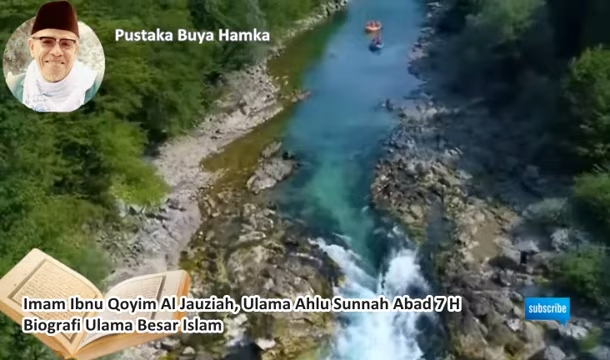 Pustaka Buya Hamka
Imam Ibnu Qoyim Al Jauziah, Ulama Ahlu Sunnah Abad 7 H
Biografi Ulama Besar Islam
subscribe